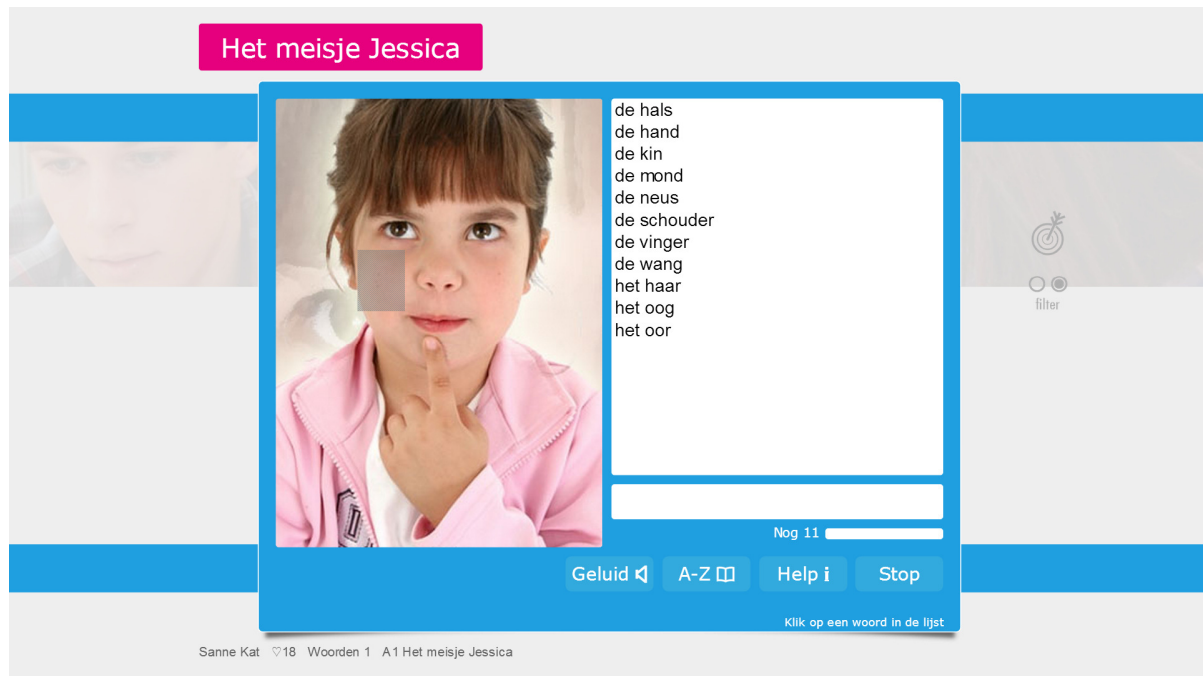 Het meisje Jessica
de hals
de hand
de kin
de mond
de neus
de schouder
de vinger
de wang
het haar
het oog
het oor
Nog 11
Geluid A-Z Help i Stop
Klik op een woord in de lijst
filter
Sanne Kat ♡18 Woorden 1 A1 Het meisje Jessica